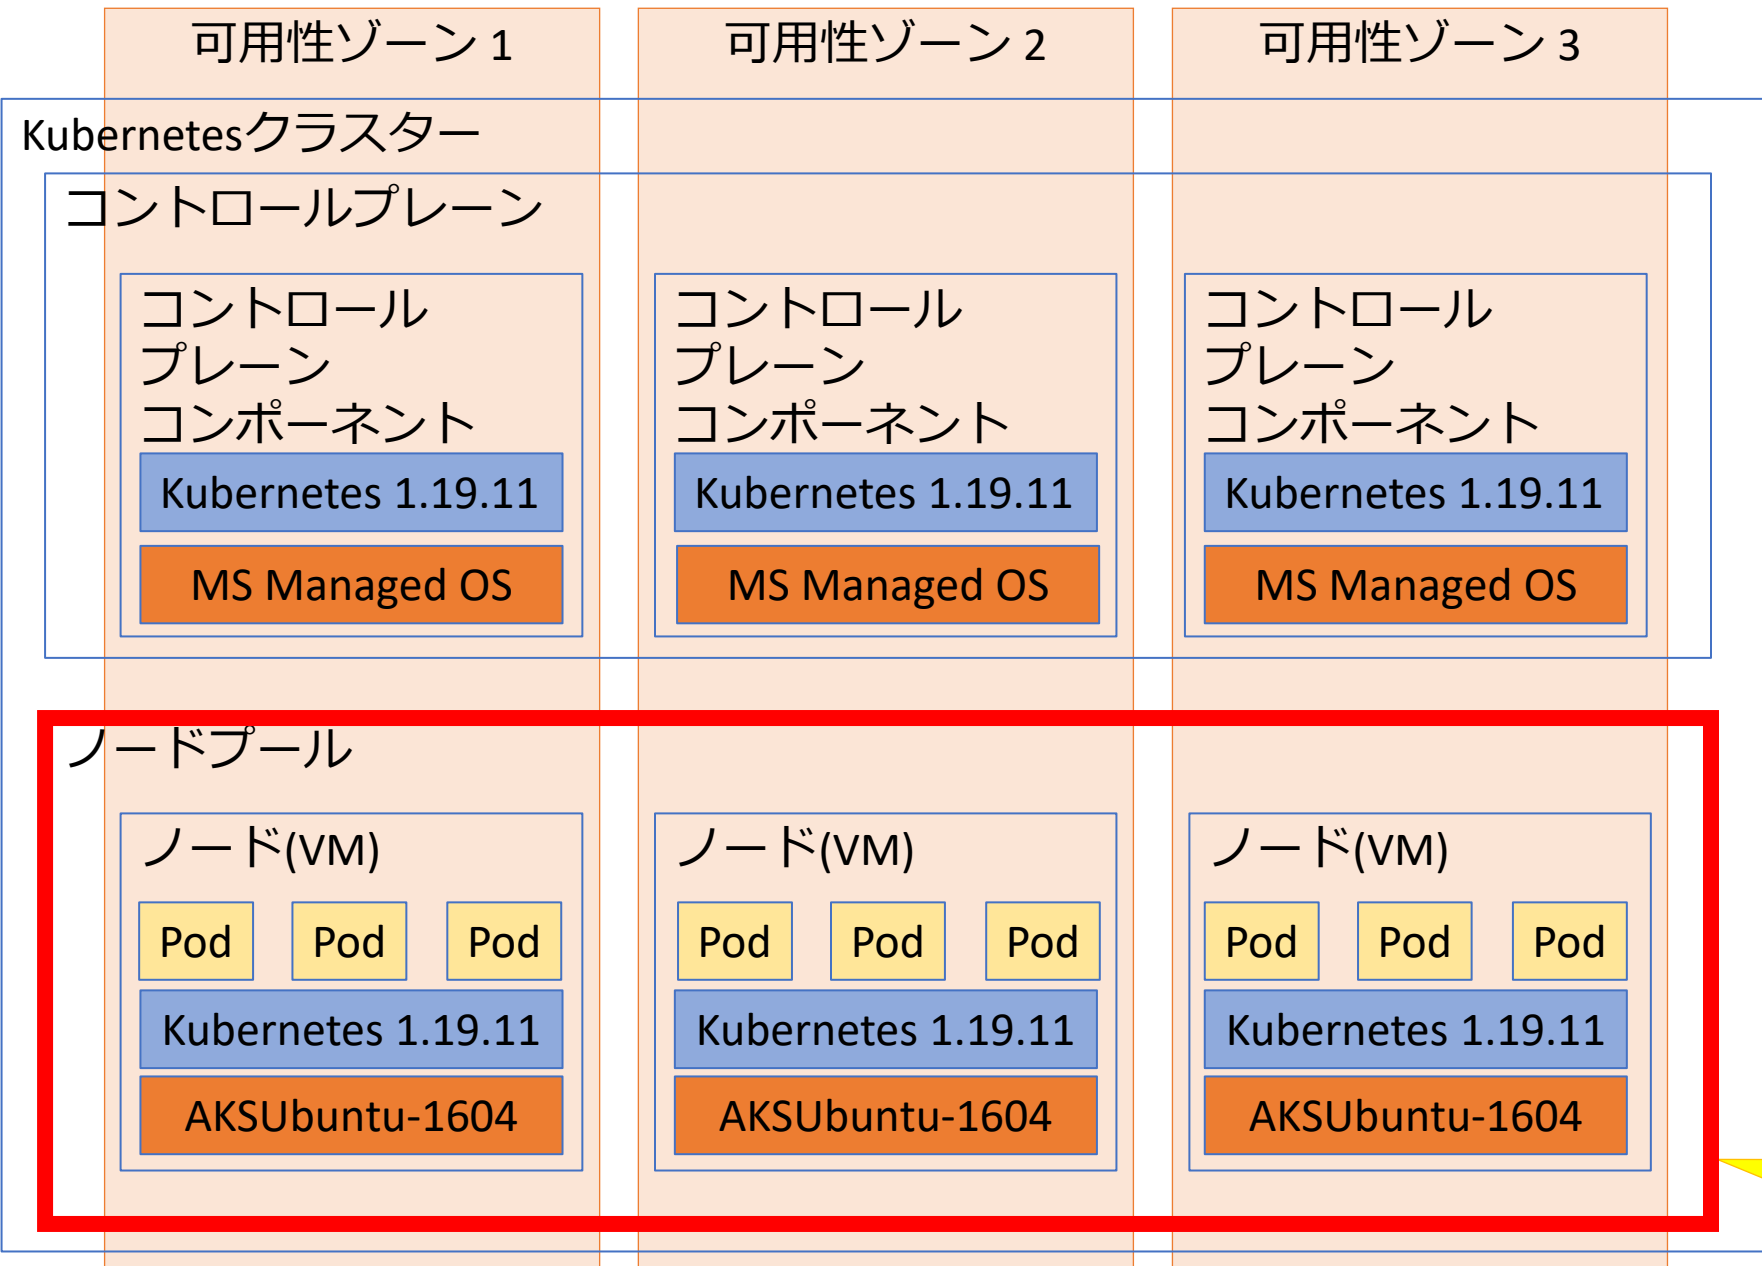 可用性ゾーン 1
可用性ゾーン 2
可用性ゾーン 3
Kubernetesクラスター
コントロールプレーン
コントロール
プレーン
コンポーネント
Kubernetes 1.19.11
MS Managed OS
コントロール
プレーン
コンポーネント
Kubernetes 1.19.11
MS Managed OS
コントロール
プレーン
コンポーネント
Kubernetes 1.19.11
MS Managed OS
ノードプール
ノード(VM)
Pod Pod Pod
Kubernetes 1.19.11
AKSUbuntu-1604
ノード(VM)
Pod Pod Pod
Kubernetes 1.19.11
AKSUbuntu-1604
ノード(VM)
Pod Pod Pod
Kubernetes 1.19.11
AKSUbuntu-1604